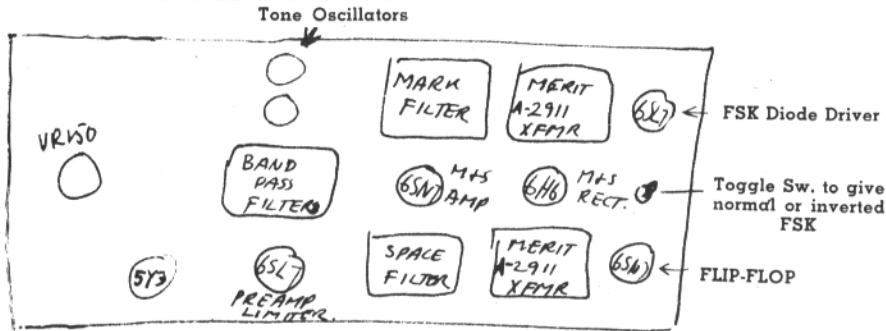 Tone Oscillators
MARK
FILTER
MERIT
A-2911
XFMR
FSK Diode Driver
VR150
BAND
PASS
FILTER
6SN7
M+S
AMP
6H6
M+S
RECT.
Toggle Sw. to give
normal or inverted
FSK
5Y3
6SL7
PREAMP
LIMITER.
SPACE
FILTER
MERIT
A-2911
XFMR
6SN7
FLIP-FLOP